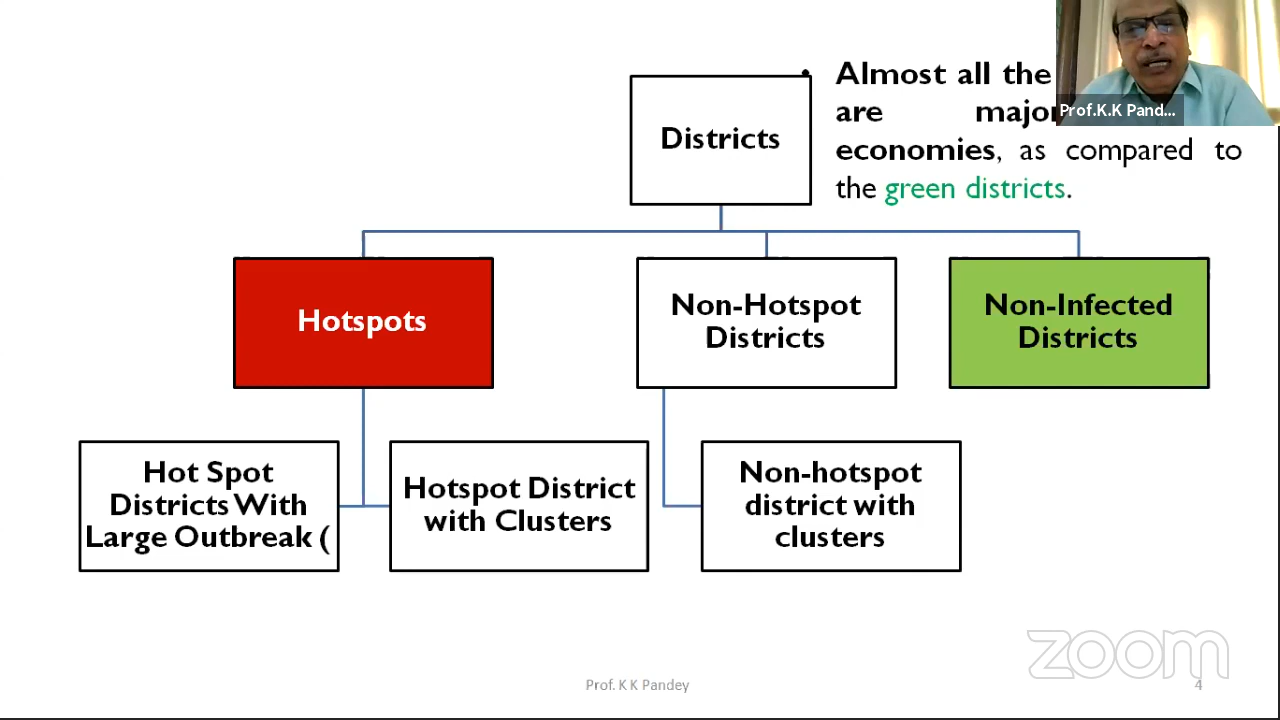 Almost all the
are
economies, as compared to
the green districts.
Prof.K.K Pand...
Districts
Hotspots
Non-Hotspot
Districts
Non-Infected
Districts
Hot Spot
Districts With
Large Outbreak (
Hotspot District
with Clusters
Non-hotspot
district with
clusters
zoom
Prof. K K Pandey
4